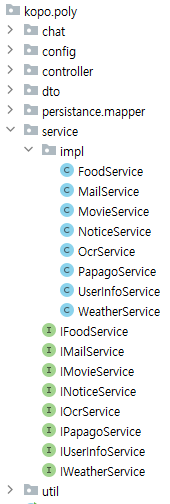 kopo.poly
chat
config
controller
dto
persistance.mapper
service
impl
C FoodService
C MailService
C MovieService
C NoticeService
C OcrService
C PapagoService
C UserInfoService
C WeatherService
I IFoodService
I IMailService
I IMovieService
I INoticeService
I IOcrService
I IPapagoService
I IUserInfoService
I IWeatherService
util